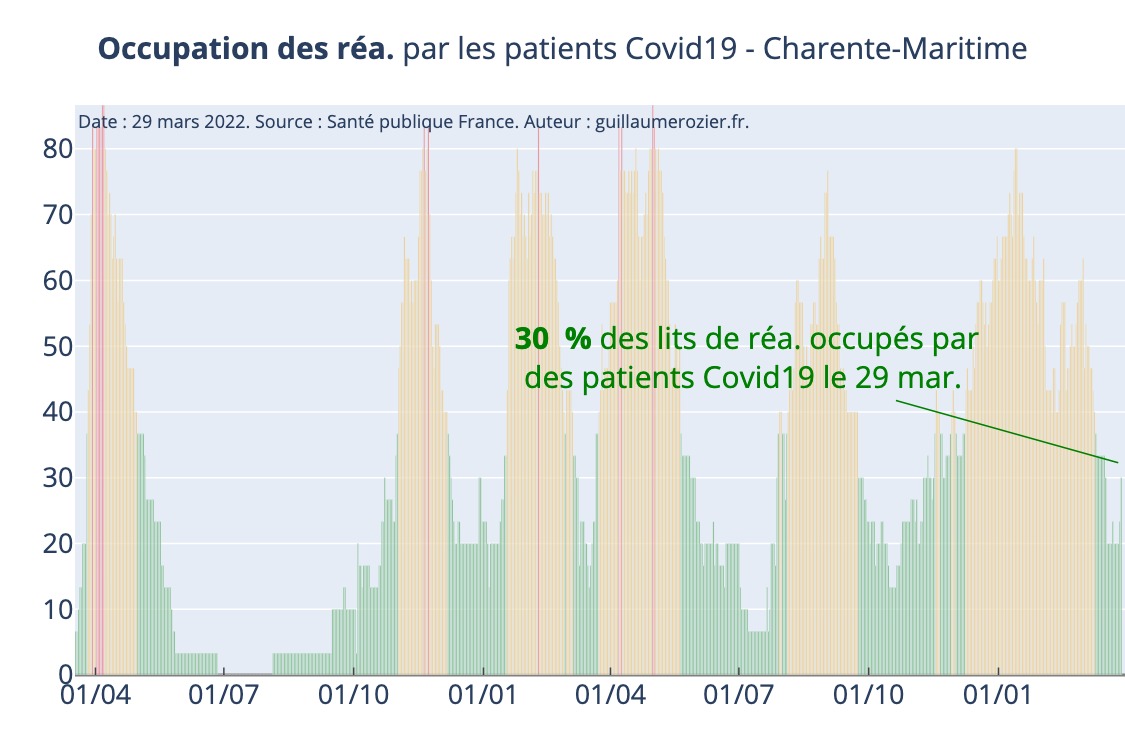 Occupation des réa. par les patients Covid19 - Charente-Maritime
Date : 29 mars 2022. Source : Santé publique France. Auteur : guillaumerozier.fr.
80
70
60
50
40
30
20
10
0
30 % des lits de réa. occupés par
des patients Covid19 le 29 mar.
01/04 01/07 01/10 01/01 01/04 01/07 01/10 01/01